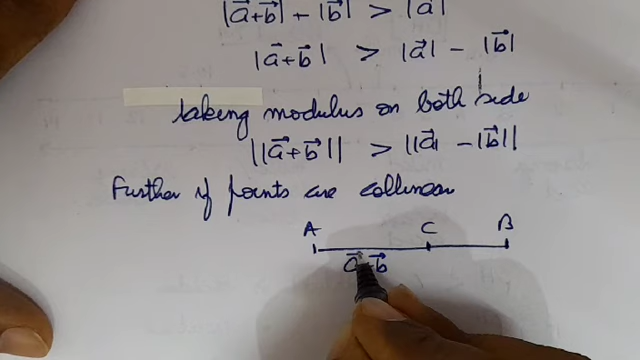 |a⃗+b⃗| + |b⃗| > |a⃗|
|a⃗+b⃗| > |a⃗| - |b⃗|
taking modulus on both side
||a⃗+b⃗|| > ||a⃗| - |b⃗||
Further if points are collinear
A C B
a⃗+b⃗